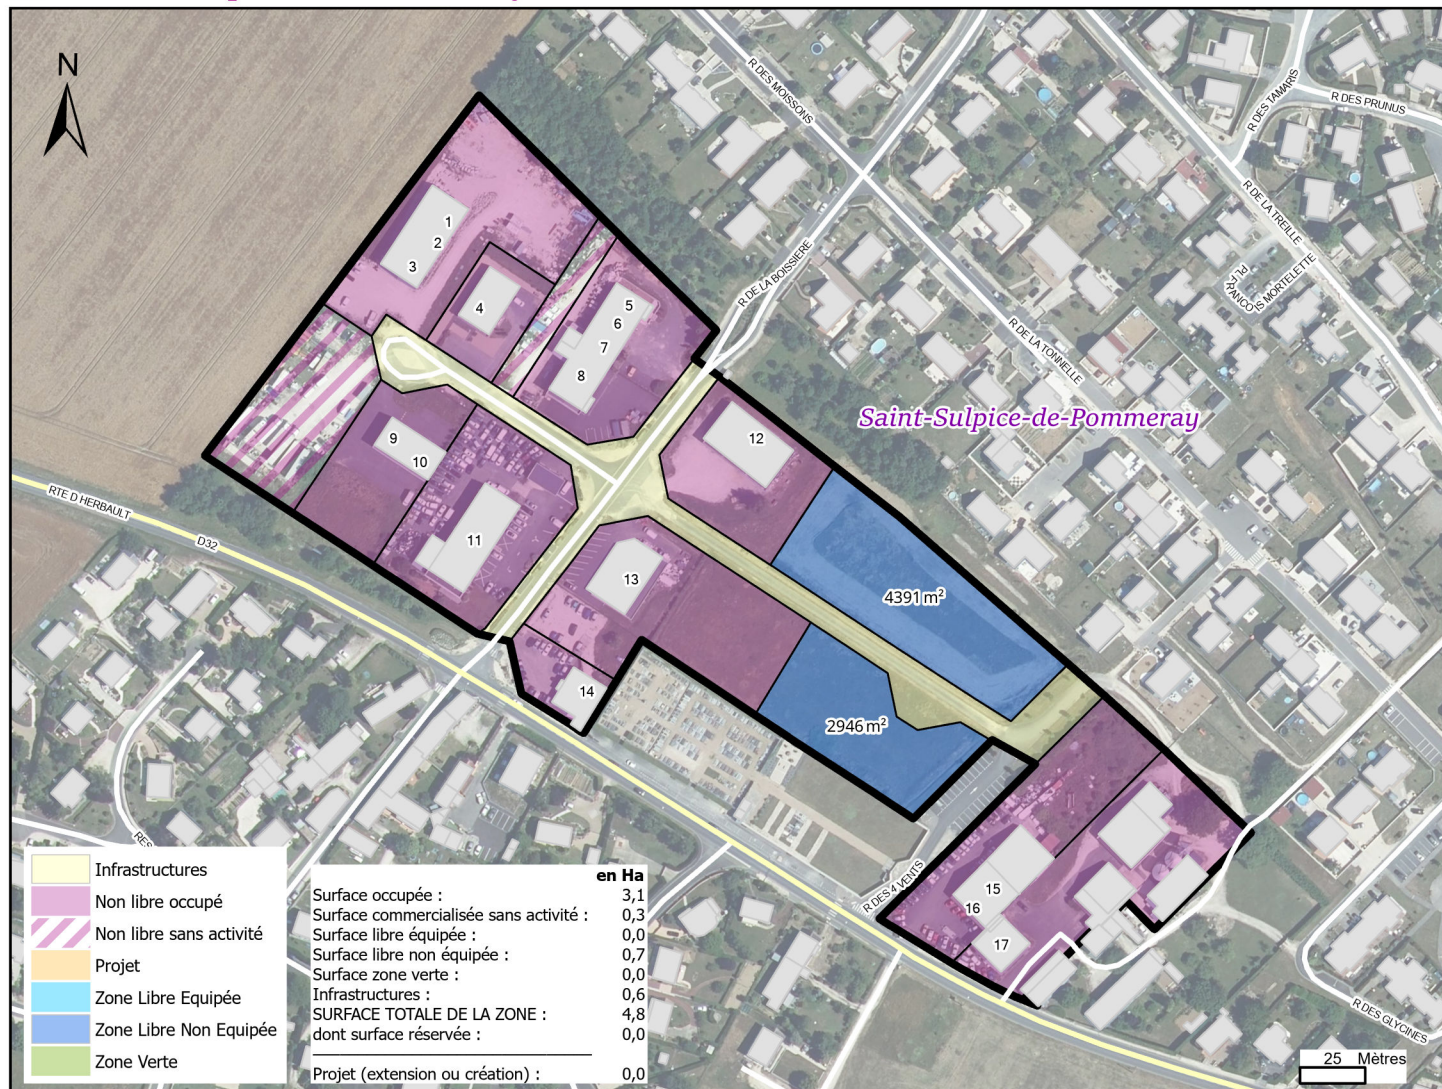 N
R DES MOISSONS
R DES TAMARIS
R DES PRUNUS
R DE LA TREILLE
PL FRANCOIS MORTELETTE
R DE LA BOISSIERE
R DE LA TONNELLE
Saint-Sulpice-de-Pommeray
1
2
3
4
5
6
7
8
9
10
11
12
13
14
15
16
17
4391 m²
2946 m²
RTE D HERBAULT
D32
RES
R DES 4 VENTS
R DES GLYCINES
Infrastructures
Non libre occupé
Non libre sans activité
Projet
Zone Libre Equipée
Zone Libre Non Equipée
Zone Verte
en Ha
Surface occupée : 3,1
Surface commercialisée sans activité : 0,3
Surface libre équipée : 0,0
Surface libre non équipée : 0,7
Surface zone verte : 0,0
Infrastructures : 0,6
SURFACE TOTALE DE LA ZONE : 4,8
dont surface réservée : 0,0
Projet (extension ou création) : 0,0
25 Mètres